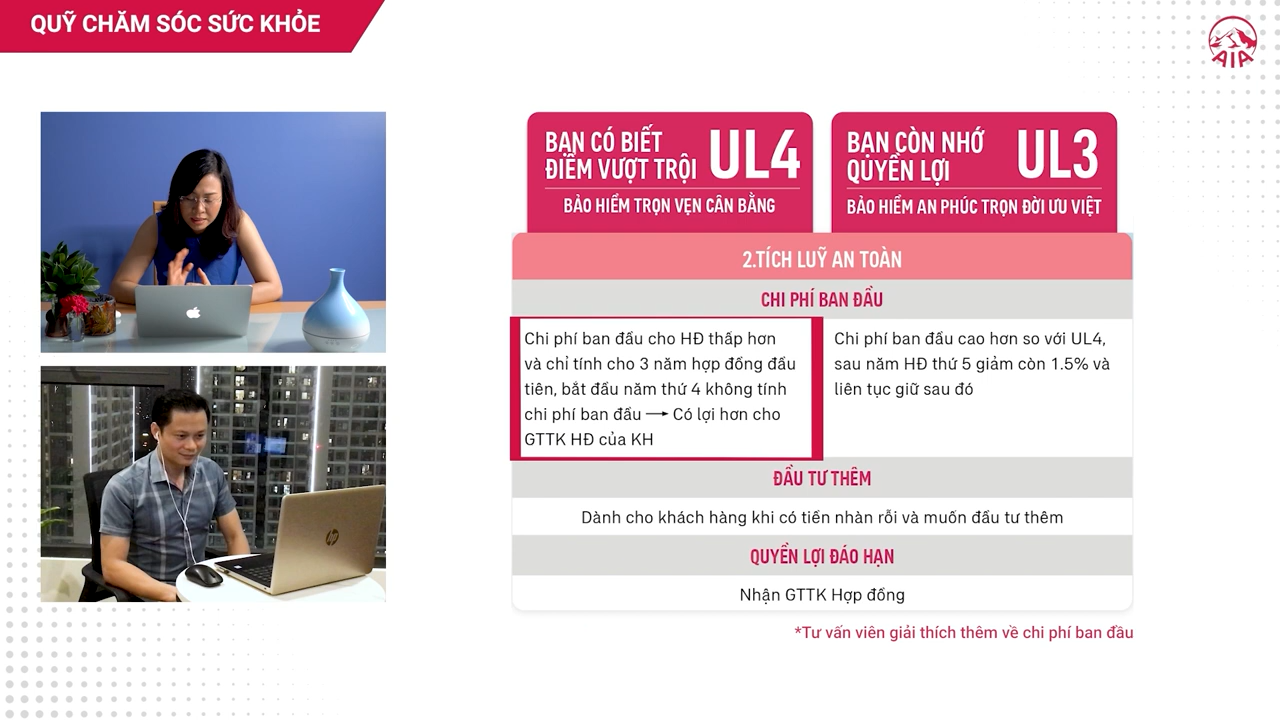 QUỸ CHĂM SÓC SỨC KHỎE
AIA
BẠN CÓ BIẾT
ĐIỂM VƯỢT TRỘI
UL4
BẢO HIỂM TRỌN VẸN CÂN BẰNG
BẠN CÒN NHỚ
QUYỀN LỢI
UL3
BẢO HIỂM AN PHÚC TRỌN ĐỜI ƯU VIỆT
2.TÍCH LUỸ AN TOÀN
CHI PHÍ BAN ĐẦU
Chi phí ban đầu cho HĐ thấp hơn
và chỉ tính cho 3 năm hợp đồng đầu
tiên, bắt đầu năm thứ 4 không tính
chi phí ban đầu → Có lợi hơn cho
GTTK HĐ của KH
Chi phí ban đầu cao hơn so với UL4,
sau năm HĐ thứ 5 giảm còn 1.5% và
liên tục giữ sau đó
ĐẦU TƯ THÊM
Dành cho khách hàng khi có tiền nhàn rỗi và muốn đầu tư thêm
QUYỀN LỢI ĐÁO HẠN
Nhận GTTK Hợp đồng
*Tư vấn viên giải thích thêm về chi phí ban đầu
hp